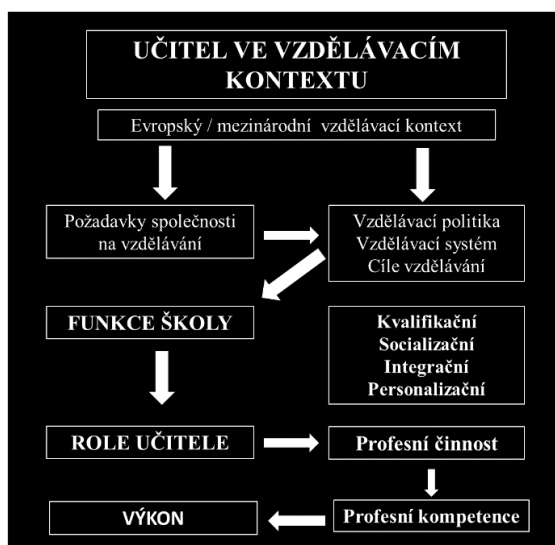 UČITEL VE VZDĚLÁVACÍM
KONTEXTU
Evropský / mezinárodní vzdělávací kontext
Požadavky společnosti
na vzdělávání
Vzdělávací politika
Vzdělávací systém
Cíle vzdělávání
FUNKCE ŠKOLY
Kvalifikační
Socializační
Integrační
Personalizační
ROLE UČITELE
Profesní činnost
VÝKON
Profesní kompetence